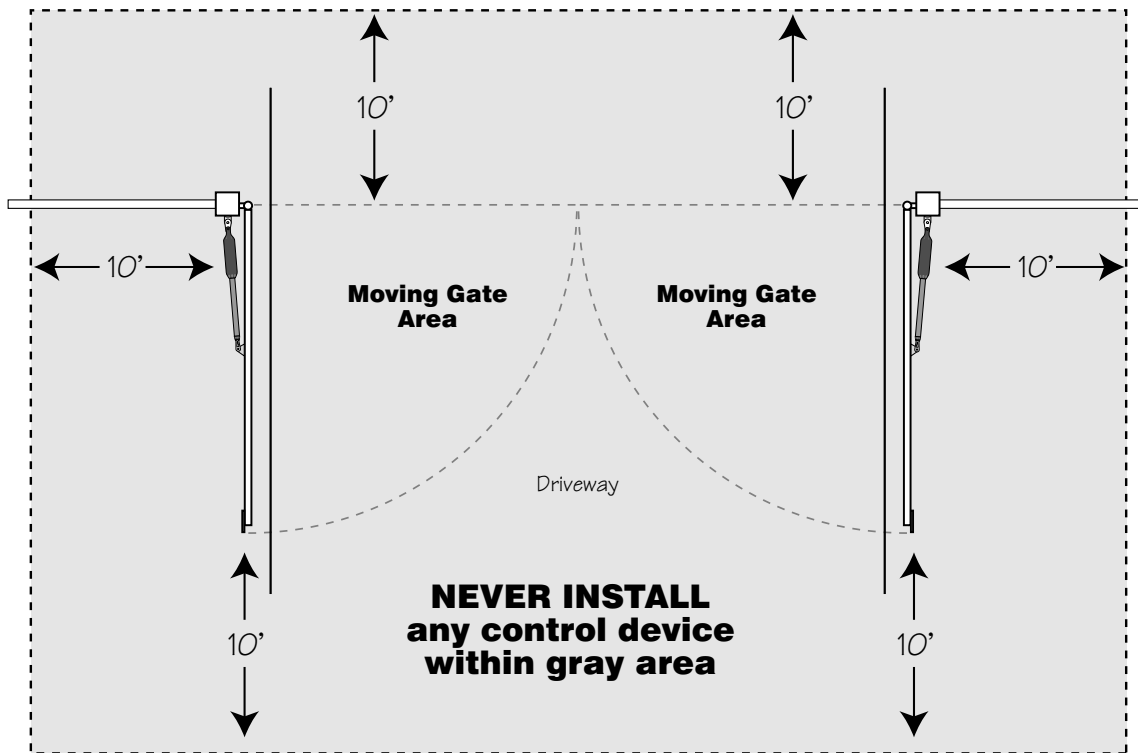 10’
10’
10’
10’
Moving Gate
Area
Moving Gate
Area
Driveway
NEVER INSTALL
any control device
within gray area
10’
10’